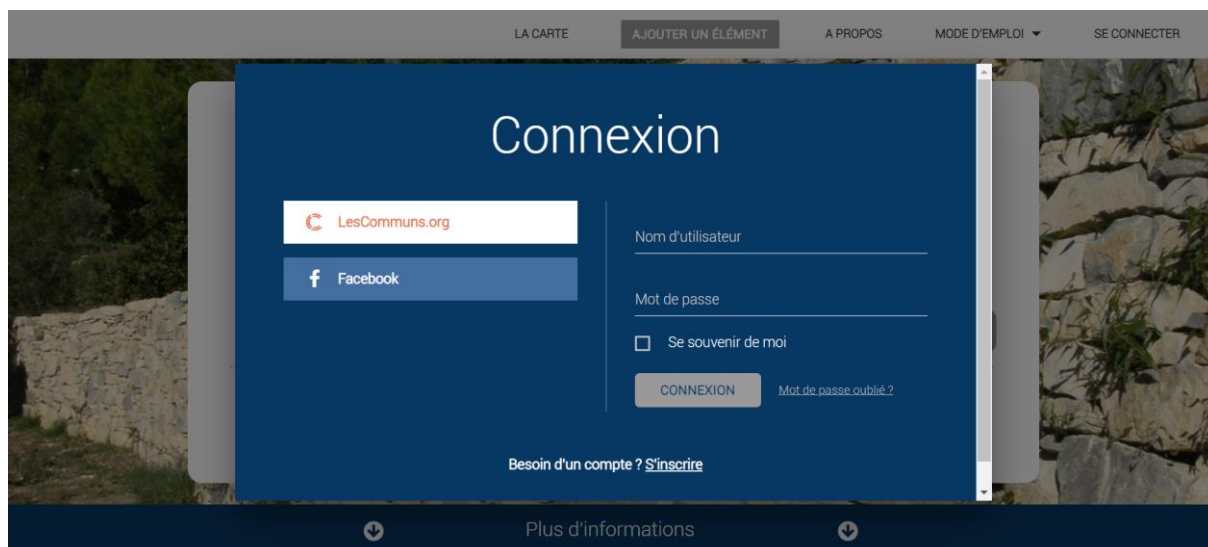 LA CARTE
AJOUTER UN ÉLÉMENT
A PROPOS
MODE D'EMPLOI
SE CONNECTER
Connexion
LesCommuns.org
Facebook
Nom d'utilisateur
Mot de passe
Se souvenir de moi
CONNEXION
Mot de passe oublié ?
Besoin d'un compte ? S'inscrire
Plus d'informations